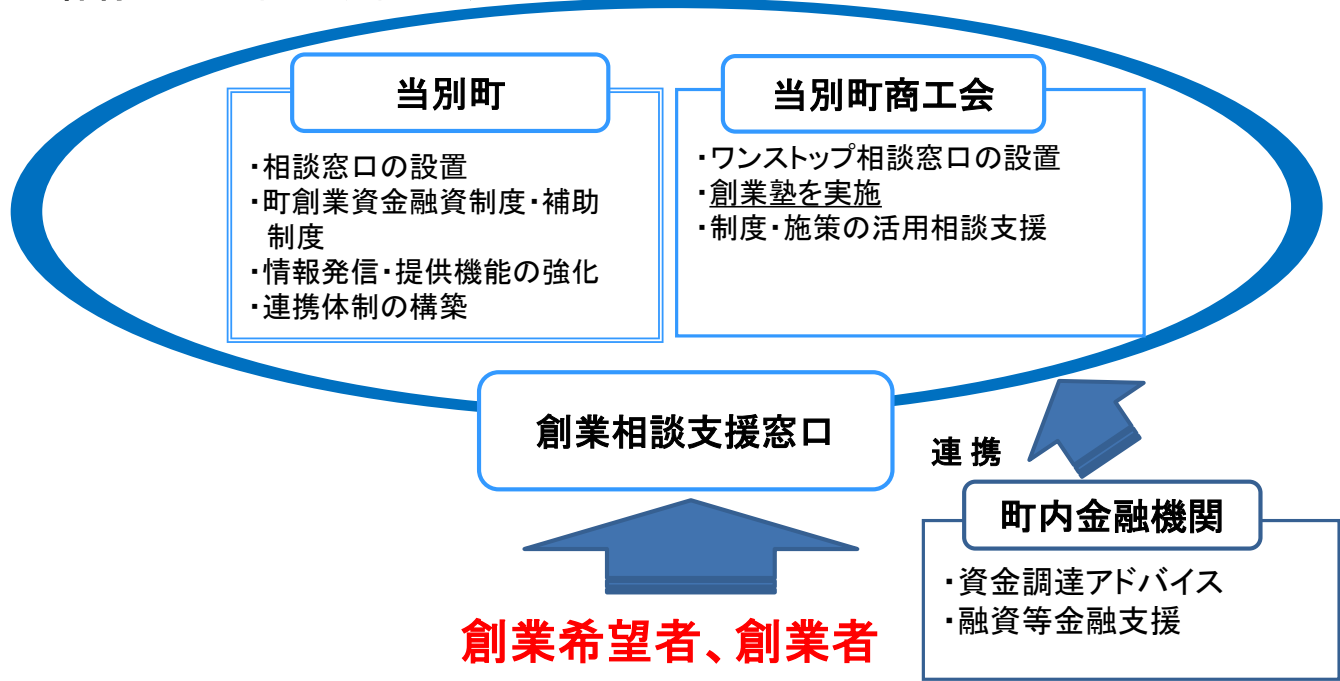 当別町
・相談窓口の設置
・町創業資金融資制度・補助
制度
・情報発信・提供機能の強化
・連携体制の構築
当別町商工会
・ワンストップ相談窓口の設置
・創業塾を実施
・制度・施策の活用相談支援
創業相談支援窓口
連携
町内金融機関
・資金調達アドバイス
・融資等金融支援
創業希望者、創業者